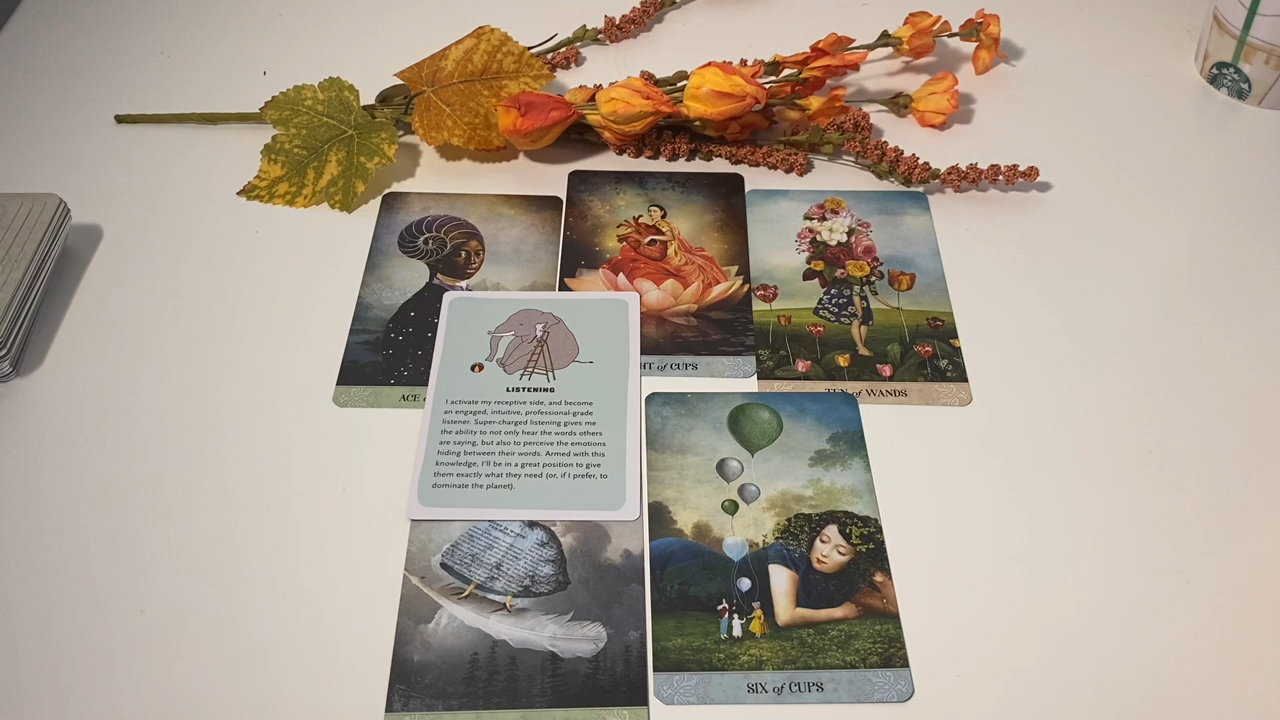 ACE
HT of CUPS
TEN of WANDS
LISTENING
I activate my receptive side, and become
an engaged, intuitive, professional-grade
listener. Super-charged listening gives me
the ability to not only hear the words others
are saying, but also to perceive the emotions
hiding between their words. Armed with this
knowledge, I'll be in a great position to give
them exactly what they need (or, if I prefer, to
dominate the planet).
SIX of CUPS